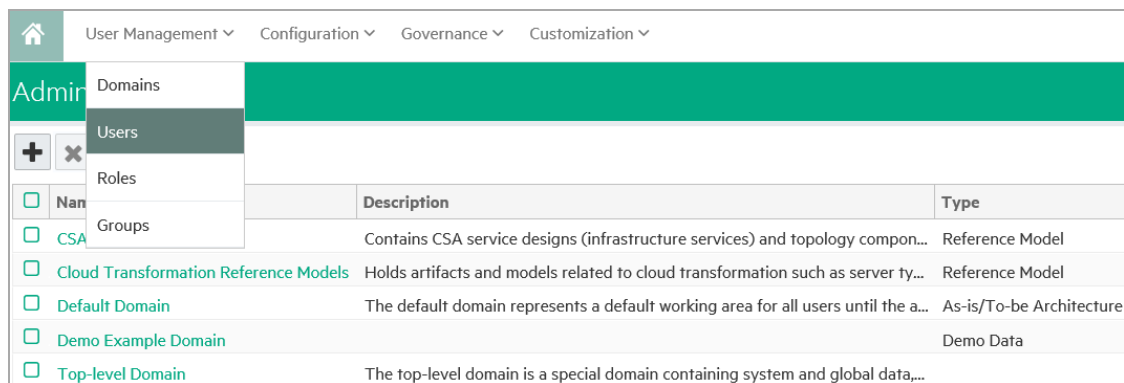 User Management Configuration Governance Customization
Domains
Admin
Users
Roles
Nam Description Type
Groups
CSA Contains CSA service designs (infrastructure services) and topology compon... Reference Model
Cloud Transformation Reference Models Holds artifacts and models related to cloud transformation such as server ty... Reference Model
Default Domain The default domain represents a default working area for all users until the a... As-is/To-be Architecture
Demo Example Domain Demo Data
Top-level Domain The top-level domain is a special domain containing system and global data,...